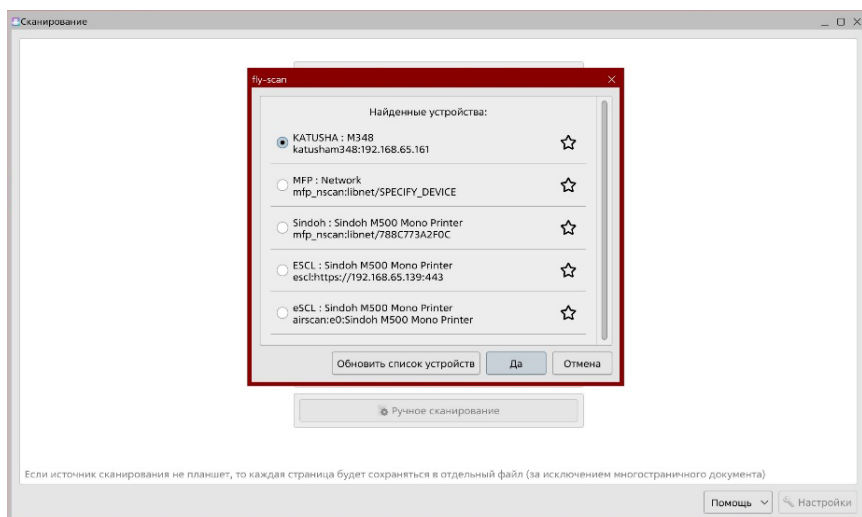 Сканирование
fly-scan
Найденные устройства:
KATUSHA : M348
katusham348:192.168.65.161
MFP : Network
mfp_nscan:libnet/SPECIFY_DEVICE
Sindoh : Sindoh M500 Mono Printer
mfp_nscan:libnet/788C773A2F0C
ESCL : Sindoh M500 Mono Printer
escl:https://192.168.65.139:443
eSCL : Sindoh M500 Mono Printer
airscan:e0:Sindoh M500 Mono Printer
Обновить список устройств Да Отмена
Ручное сканирование
Если источник сканирования не планшет, то каждая страница будет сохраняться в отдельный файл (за исключением многостраничного документа)
Помощь Настройки